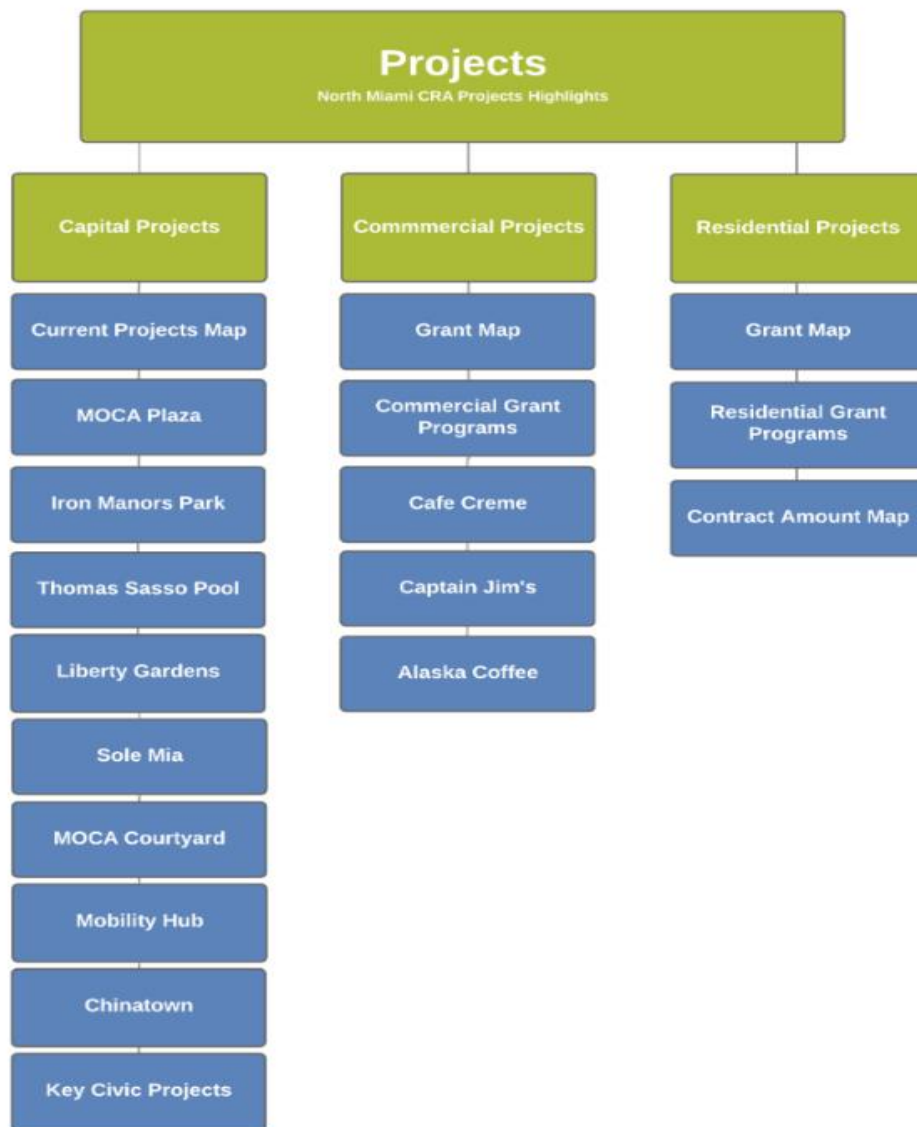 Projects
North Miami CRA Projects Highlights
Capital Projects
Current Projects Map
MOCA Plaza
Iron Manors Park
Thomas Sasso Pool
Liberty Gardens
Sole Mia
MOCA Courtyard
Mobility Hub
Chinatown
Key Civic Projects
Commmercial Projects
Grant Map
Commercial Grant
Programs
Cafe Creme
Captain Jim's
Alaska Coffee
Residential Projects
Grant Map
Residential Grant
Programs
Contract Amount Map